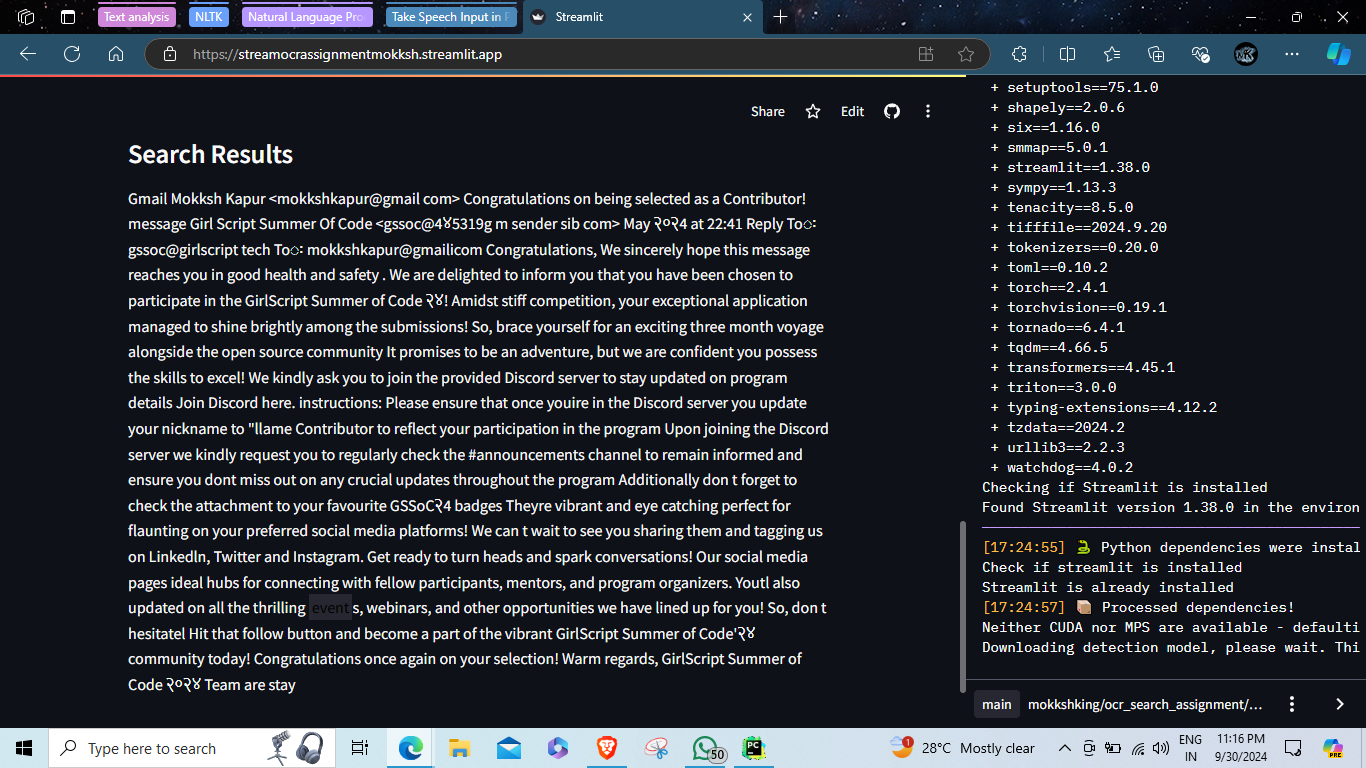 Text analysis
NLTK
Natural Language Pro
Take Speech Input in P
Streamlit
https://streamocrassignmentmokksh.streamlit.app
Share
Edit
Search Results
Gmail Mokksh Kapur <mokkshkapur@gmail com> Congratulations on being selected as a Contributor!
message Girl Script Summer Of Code <gssoc@4४5319g m sender sib com> May २०२4 at 22:41 Reply Toः
gssoc@girlscript tech Toः mokkshkapur@gmailicom Congratulations, We sincerely hope this message
reaches you in good health and safety . We are delighted to inform you that you have been chosen to
participate in the GirlScript Summer of Code २४! Amidst stiff competition, your exceptional application
managed to shine brightly among the submissions! So, brace yourself for an exciting three month voyage
alongside the open source community It promises to be an adventure, but we are confident you possess
the skills to excel! We kindly ask you to join the provided Discord server to stay updated on program
details Join Discord here. instructions: Please ensure that once youire in the Discord server you update
your nickname to "llame Contributor to reflect your participation in the program Upon joining the Discord
server we kindly request you to regularly check the #announcements channel to remain informed and
ensure you dont miss out on any crucial updates throughout the program Additionally don t forget to
check the attachment to your favourite GSSoC२4 badges Theyre vibrant and eye catching perfect for
flaunting on your preferred social media platforms! We can t wait to see you sharing them and tagging us
on LinkedIn, Twitter and Instagram. Get ready to turn heads and spark conversations! Our social media
pages ideal hubs for connecting with fellow participants, mentors, and program organizers. Youtl also
updated on all the thrilling events, webinars, and other opportunities we have lined up for you! So, don t
hesitatel Hit that follow button and become a part of the vibrant GirlScript Summer of Code'२४
community today! Congratulations once again on your selection! Warm regards, GirlScript Summer of
Code २०२४ Team are stay
+ setuptools==75.1.0
+ shapely==2.0.6
+ six==1.16.0
+ smmap==5.0.1
+ streamlit==1.38.0
+ sympy==1.13.3
+ tenacity==8.5.0
+ tifffile==2024.9.20
+ tokenizers==0.20.0
+ toml==0.10.2
+ torch==2.4.1
+ torchvision==0.19.1
+ tornado==6.4.1
+ tqdm==4.66.5
+ transformers==4.45.1
+ triton==3.0.0
+ typing-extensions==4.12.2
+ tzdata==2024.2
+ urllib3==2.2.3
+ watchdog==4.0.2
Checking if Streamlit is installed
Found Streamlit version 1.38.0 in the environ
[17:24:55] 🐍 Python dependencies were instal
Check if streamlit is installed
Streamlit is already installed
[17:24:57] 📦 Processed dependencies!
Neither CUDA nor MPS are available - defaulti
Downloading detection model, please wait. Thi
main
mokkshking/ocr_search_assignment/...
Type here to search
50
1
28°C Mostly clear
ENG
IN
11:16 PM
9/30/2024
PRE